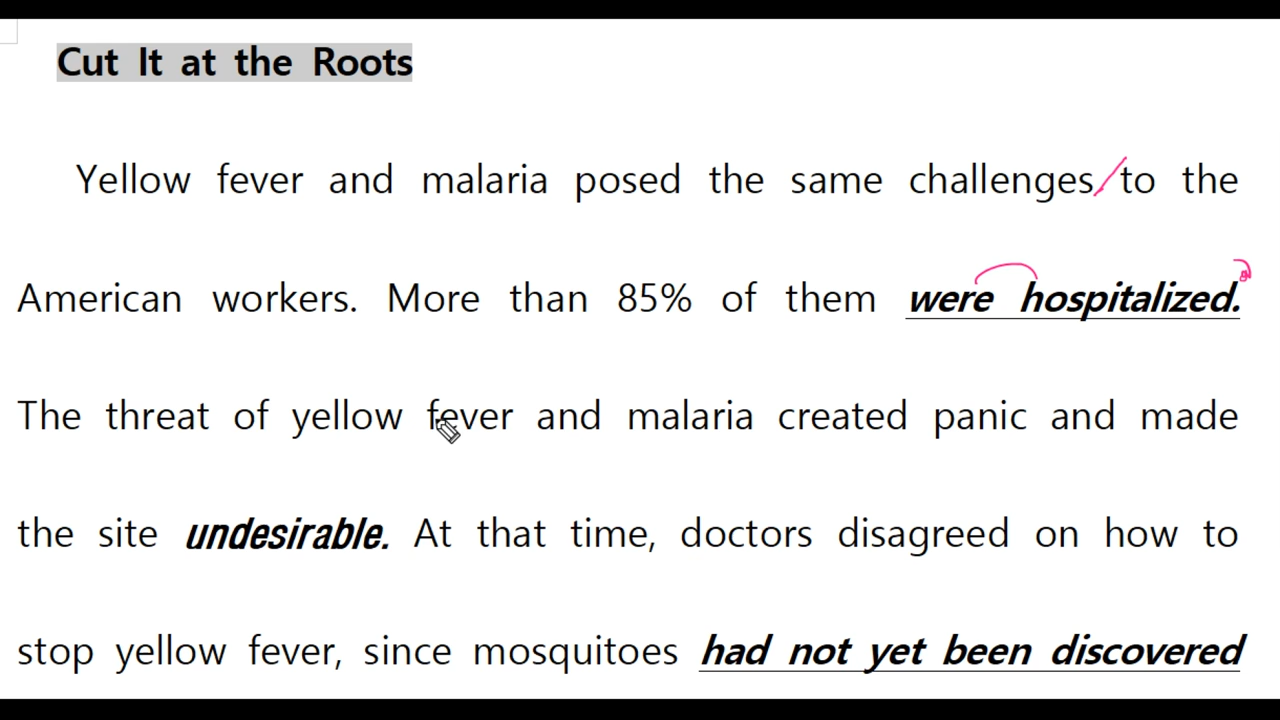 Cut It at the Roots
Yellow fever and malaria posed the same challenges to the
American workers. More than 85% of them were hospitalized.
The threat of yellow fever and malaria created panic and made
the site undesirable. At that time, doctors disagreed on how to
stop yellow fever, since mosquitoes had not yet been discovered